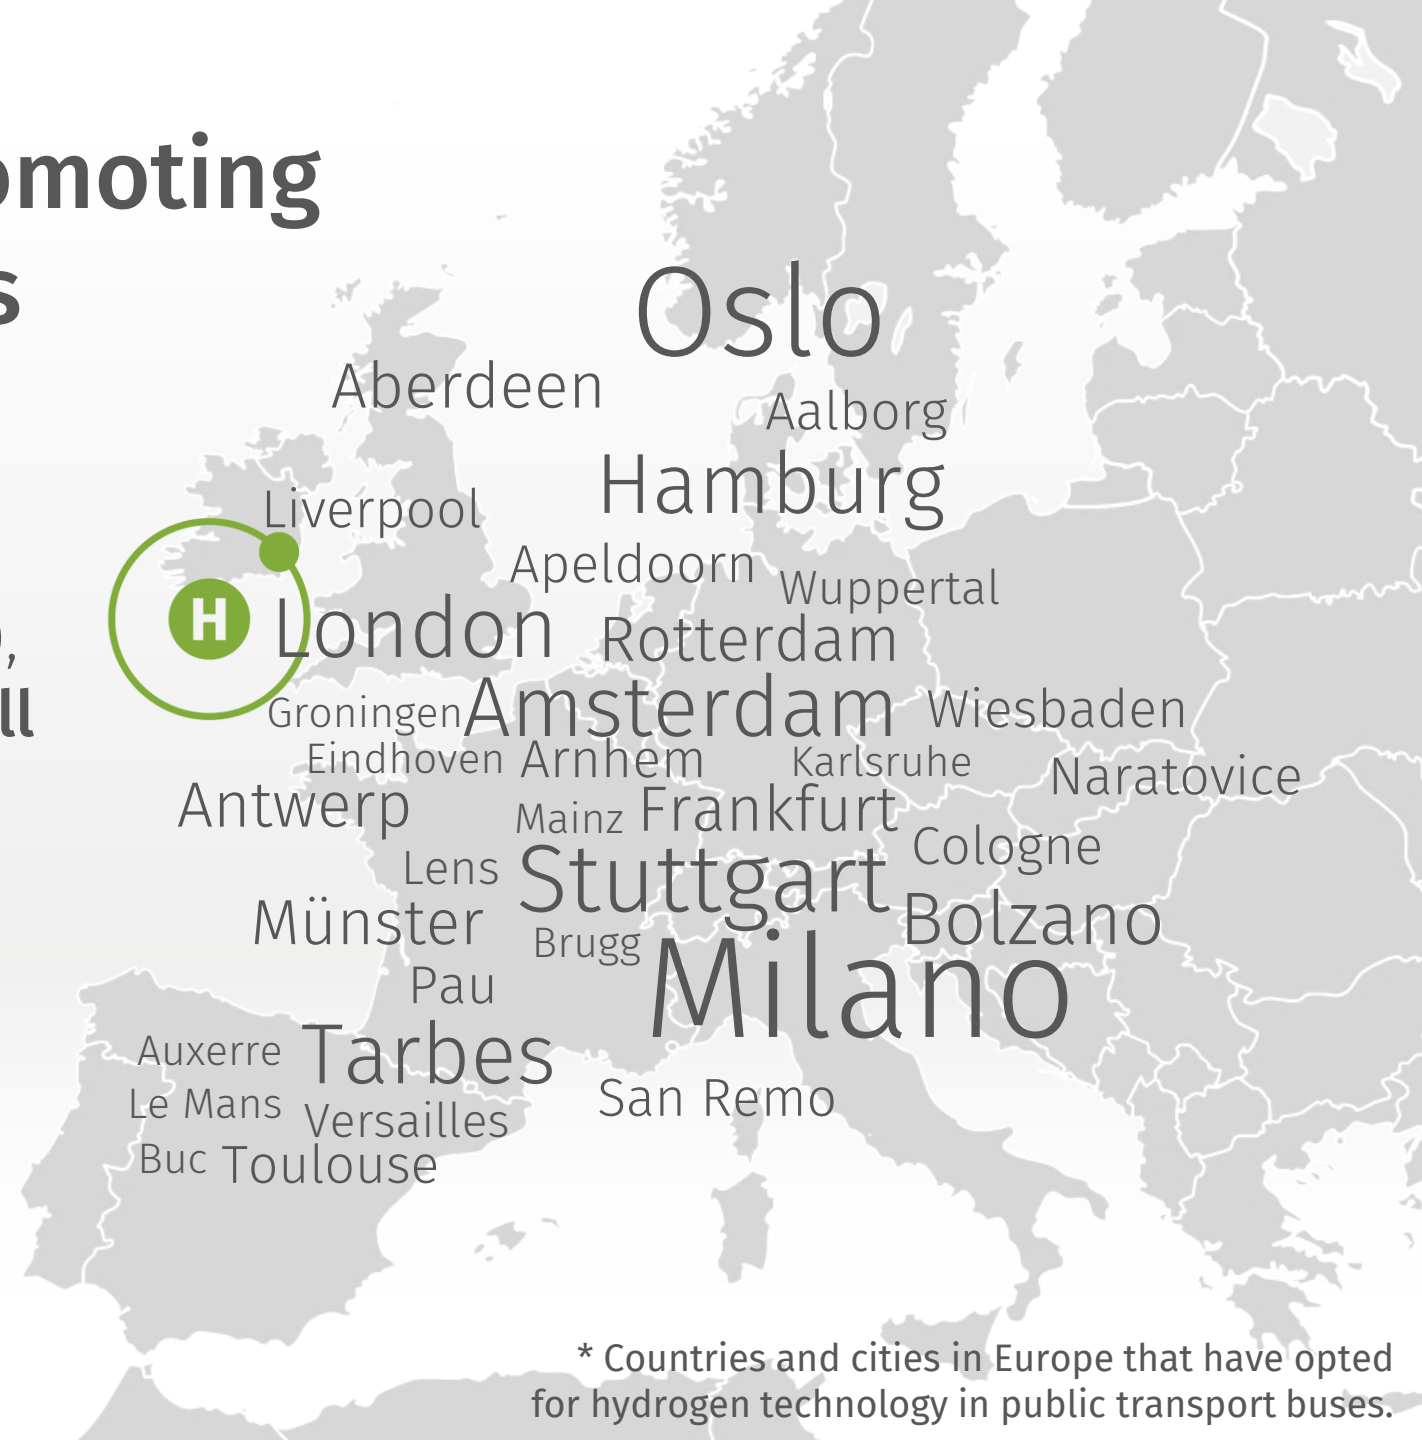 omoting
s
Oslo
Aberdeen
Aalborg
Hamburg
Liverpool
Apeldoorn
Wuppertal
H
London
Rotterdam
),
ll
Groningen
Amsterdam
Wiesbaden
Eindhoven
Arnhem
Karlsruhe
Naratovice
Antwerp
Mainz
Frankfurt
Cologne
Lens
Stuttgart
Münster
Bolzano
Brugg
Milano
Pau
Auxerre
Tarbes
Le Mans
Versailles
San Remo
Buc
Toulouse
* Countries and cities in Europe that have opted
for hydrogen technology in public transport buses.